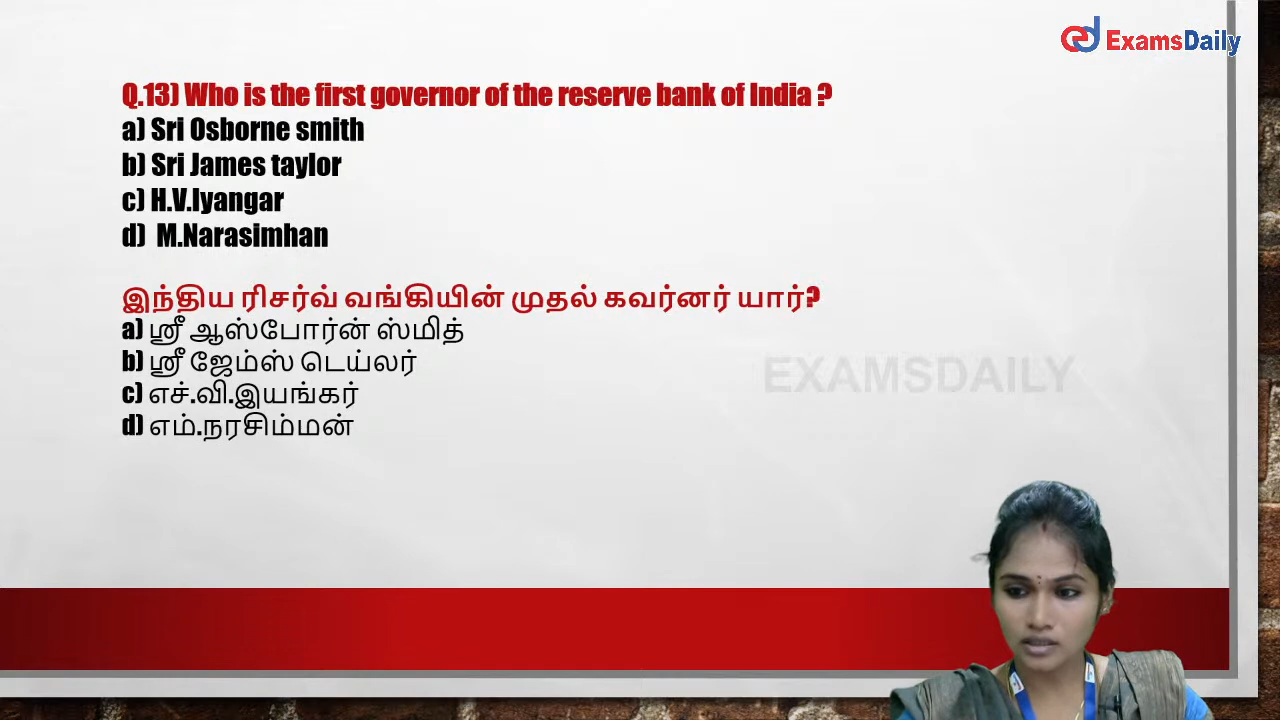 ExamsDaily
Q.13) Who is the first governor of the reserve bank of India ?
a) Sri Osborne smith
b) Sri James taylor
c) H.V.Iyangar
d) M.Narasimhan
இந்திய ரிசர்வ் வங்கியின் முதல் கவர்னர் யார்?
a) ஸ்ரீ ஆஸ்போர்ன் ஸ்மித்
b) ஸ்ரீ ஜேம்ஸ் டெய்லர்
c) எச்.வி.இயங்கர்
d) எம்.நரசிம்மன்
EXAMSDAILY